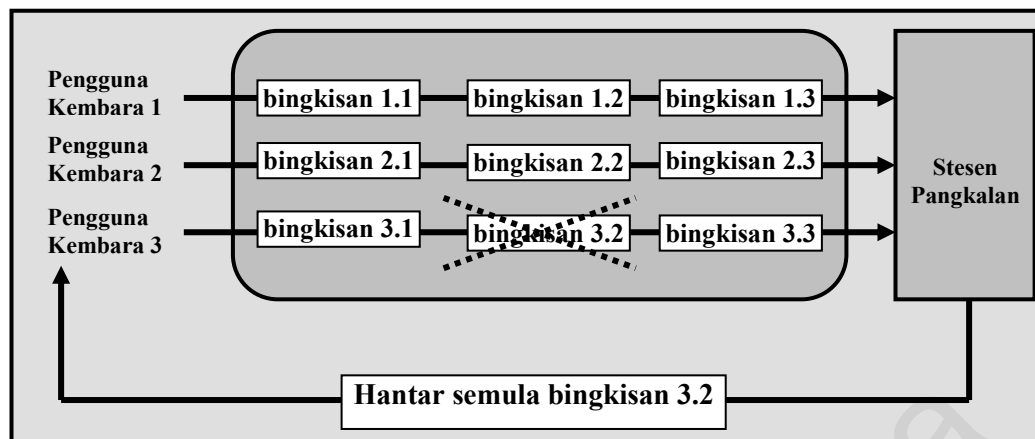 Pengguna
Kembara 1
bingkisan 1.1
bingkisan 1.2
bingkisan 1.3
Pengguna
Kembara 2
bingkisan 2.1
bingkisan 2.2
bingkisan 2.3
Pengguna
Kembara 3
bingkisan 3.1
bingkisan 3.2
bingkisan 3.3
Stesen
Pangkalan
Hantar semula bingkisan 3.2